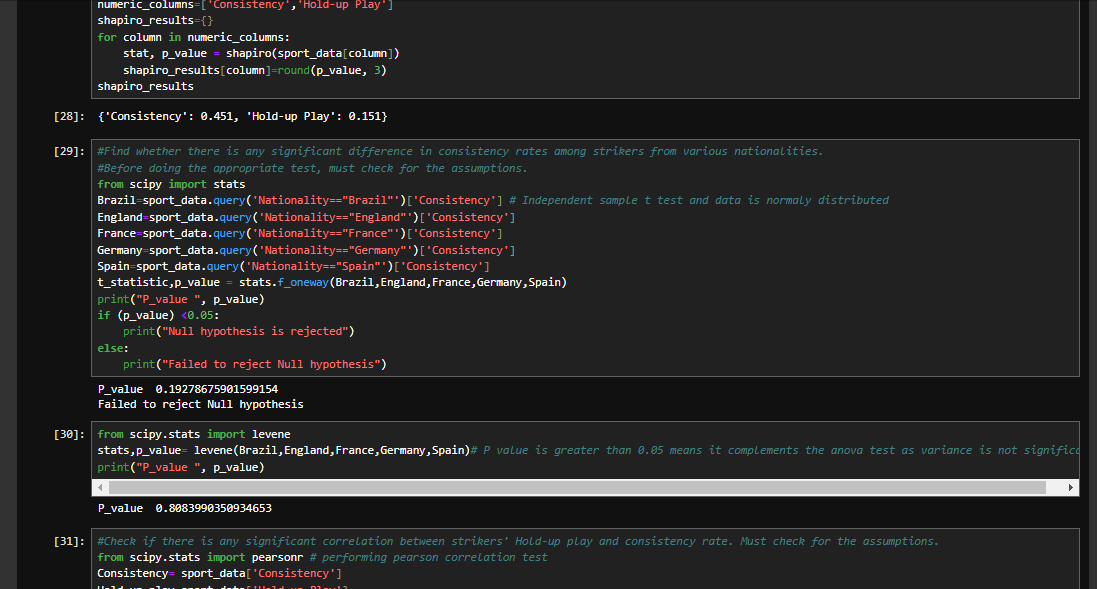 numeric_columns=['Consistency','Hold-up Play']
shapiro_results={}
for column in numeric_columns:
    stat, p_value = shapiro(sport_data[column])
    shapiro_results[column]=round(p_value, 3)
shapiro_results
[28]: {'Consistency': 0.451, 'Hold-up Play': 0.151}
[29]: #Find whether there is any significant difference in consistency rates among strikers from various nationalities.
#Before doing the appropriate test, must check for the assumptions.
from scipy import stats
Brazil=sport_data.query('Nationality=="Brazil"')['Consistency'] # Independent sample t test and data is normaly distributed
England=sport_data.query('Nationality=="England"')['Consistency']
France=sport_data.query('Nationality=="France"')['Consistency']
Germany=sport_data.query('Nationality=="Germany"')['Consistency']
Spain=sport_data.query('Nationality=="Spain"')['Consistency']
t_statistic,p_value = stats.f_oneway(Brazil,England,France,Germany,Spain)
print("P_value ", p_value)
if (p_value) <0.05:
    print("Null hypothesis is rejected")
else:
    print("Failed to reject Null hypothesis")
P_value  0.19278675901599154
Failed to reject Null hypothesis
[30]: from scipy.stats import levene
stats,p_value= levene(Brazil,England,France,Germany,Spain)# P value is greater than 0.05 means it complements the anova test as variance is not significa
print("P_value ", p_value)
P_value  0.8083990350934653
[31]: #Check if there is any significant correlation between strikers' Hold-up play and consistency rate. Must check for the assumptions.
from scipy.stats import pearsonr # performing pearson correlation test
Consistency= sport_data['Consistency']